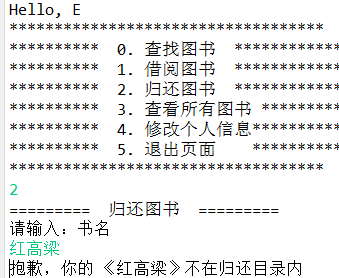 Hello, E
***********************************
**********  0. 查找图书  ************
**********  1. 借阅图书  ************
**********  2. 归还图书  ************
**********  3. 查看所有图书 ************
**********  4. 修改个人信息************
**********  5. 退出页面    ************
***********************************
2
=========  归还图书  =========
请输入：书名
红高梁
抱歉，你的 《红高梁》不在归还目录内